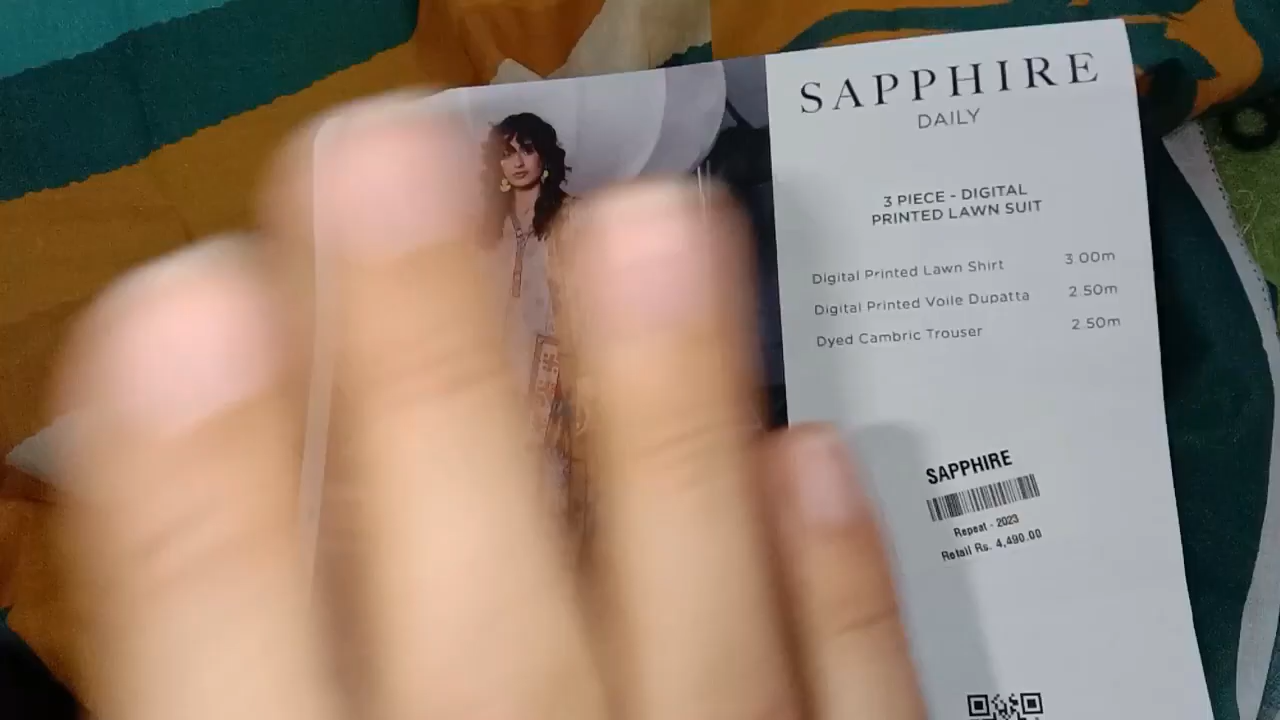 SAPPHIRE
DAILY
3 PIECE - DIGITAL
PRINTED LAWN SUIT
Digital Printed Lawn Shirt 3.00m
Digital Printed Voile Dupatta 2.50m
Dyed Cambric Trouser 2.50m
SAPPHIRE
Repeat - 2023
Retail Rs. 4,490.00